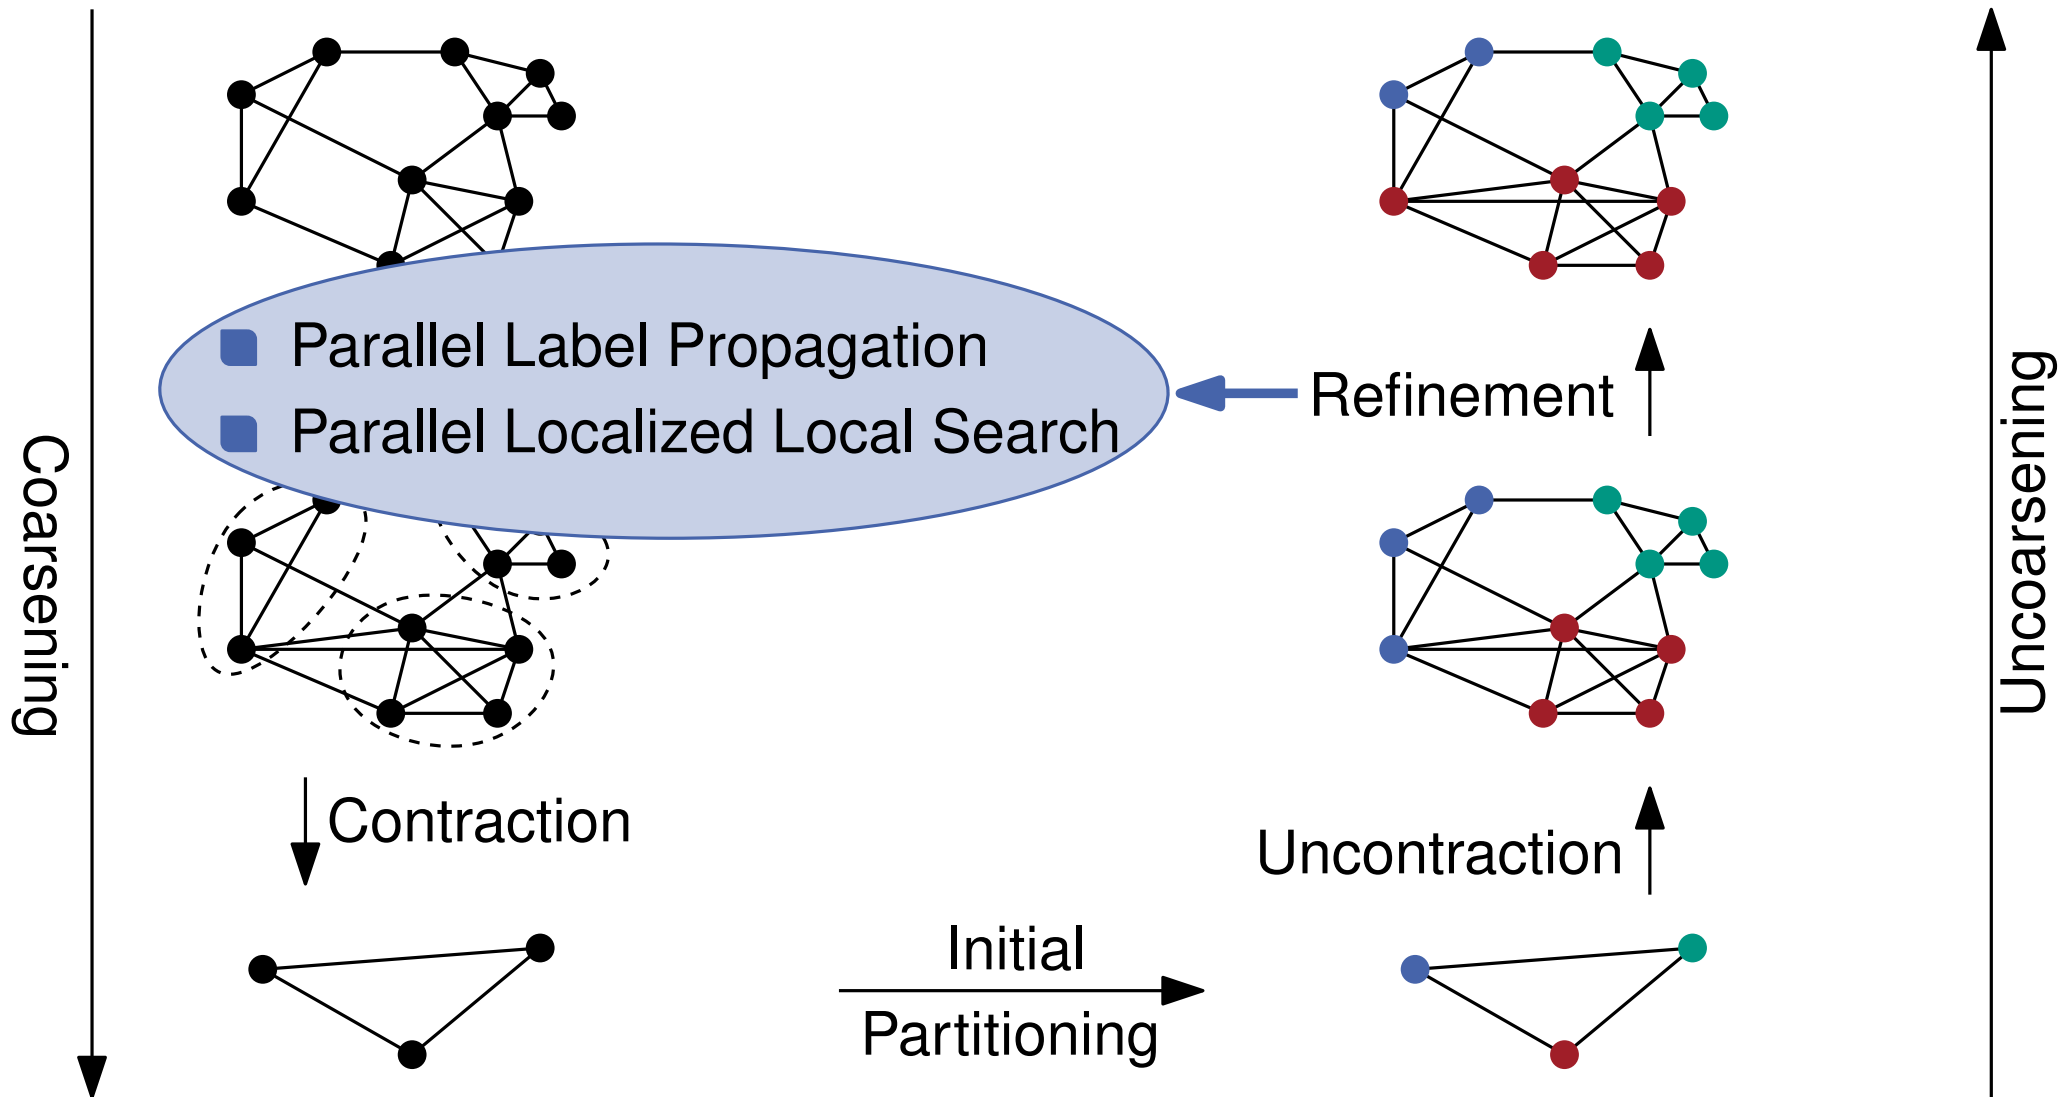 Coarsening
Parallel Label Propagation
Parallel Localized Local Search
Refinement
Uncoarsening
Contraction
Uncontraction
Initial
Partitioning